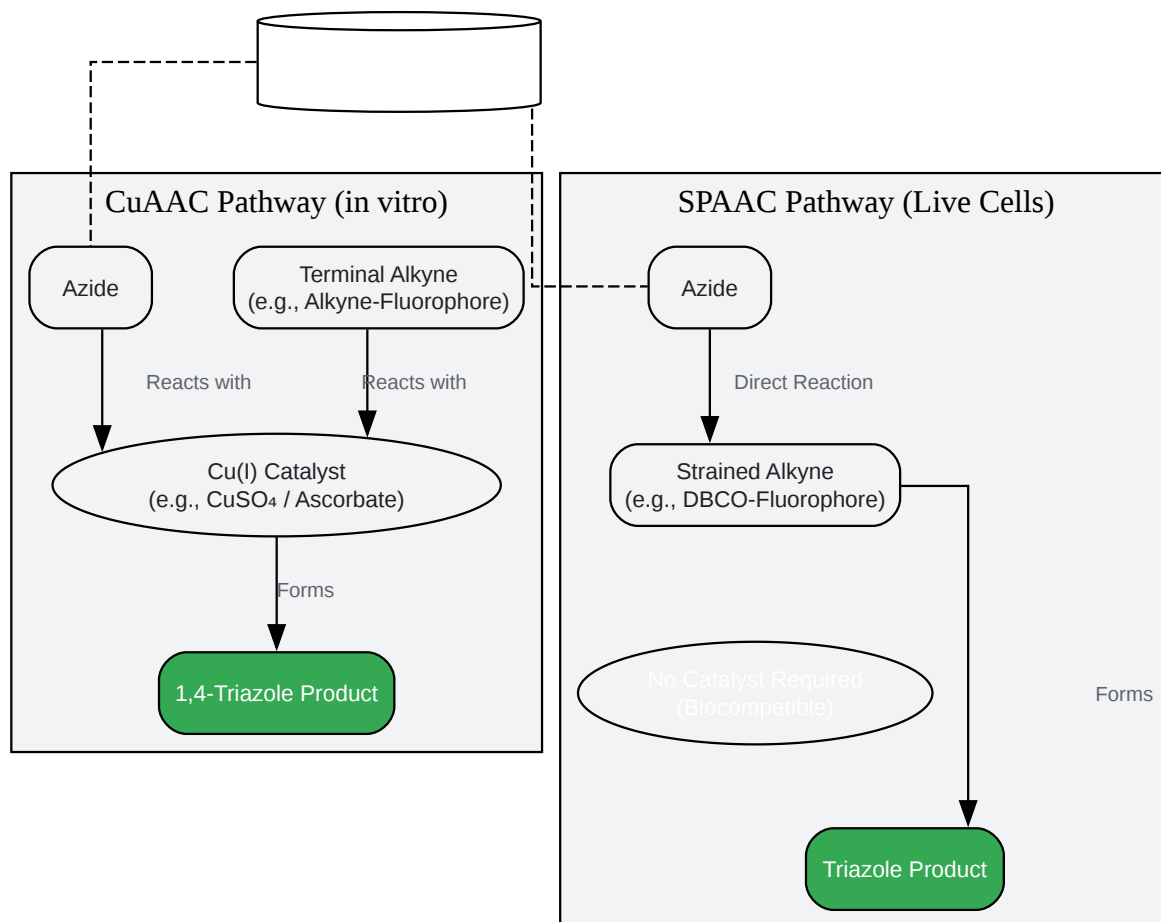 CuAAC Pathway (in vitro)
SPAAC Pathway (Live Cells)
Azide
Terminal Alkyne
(e.g., Alkyne-Fluorophore)
Azide
Reacts with
Reacts with
Direct Reaction
Cu(I) Catalyst
(e.g., CuSO₄ / Ascorbate)
Strained Alkyne
(e.g., DBCO-Fluorophore)
Forms
1,4-Triazole Product
No Catalyst Required
(Biocompatible)
Forms
Triazole Product